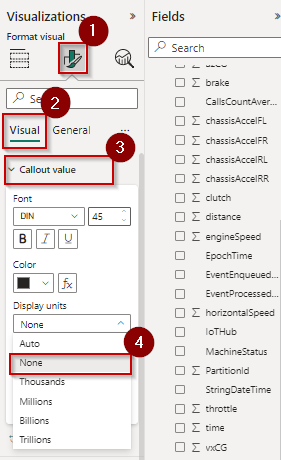 Visualizations
Format visual
1
Se
2
Visual
General
...
3
Callout value
Font
DIN
45
B
I
U
Color
fx
Display units
None
4
Auto
None
Thousands
Millions
Billions
Trillions
Fields
Search
brake
CallsCountAver...
chassisAccelFL
chassisAccelFR
chassisAccelRL
chassisAccelRR
clutch
distance
engineSpeed
EpochTime
EventEnqueued...
EventProcessed...
horizontalSpeed
IoTHub
MachineStatus
PartitionId
StringDateTime
throttle
time
vxCG